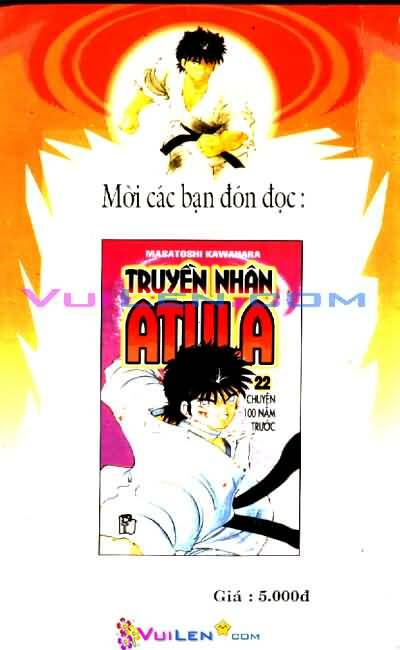 Mời các bạn đón đọc :
MASATOSHI KAWAHARA
TRUYỀN NHÂN
VUILEN.COM
ATULA
22
CHUYỆN
100 NĂM
TRƯỚC
Giá : 5.000đ
VUILEN.COM